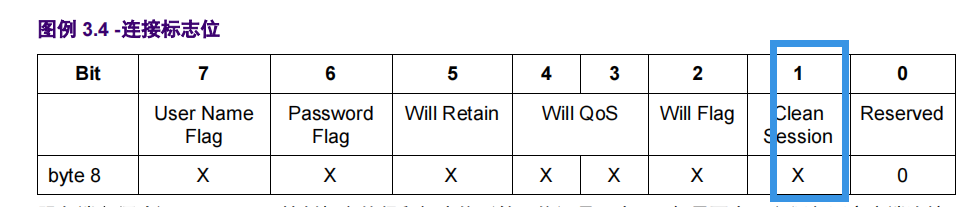 图例 3.4 -连接标志位
Bit 7 6 5 4 3 2 1 0
User Name Flag Password Flag Will Retain Will QoS Will Flag Clean Session Reserved
byte 8 X X X X X X X 0